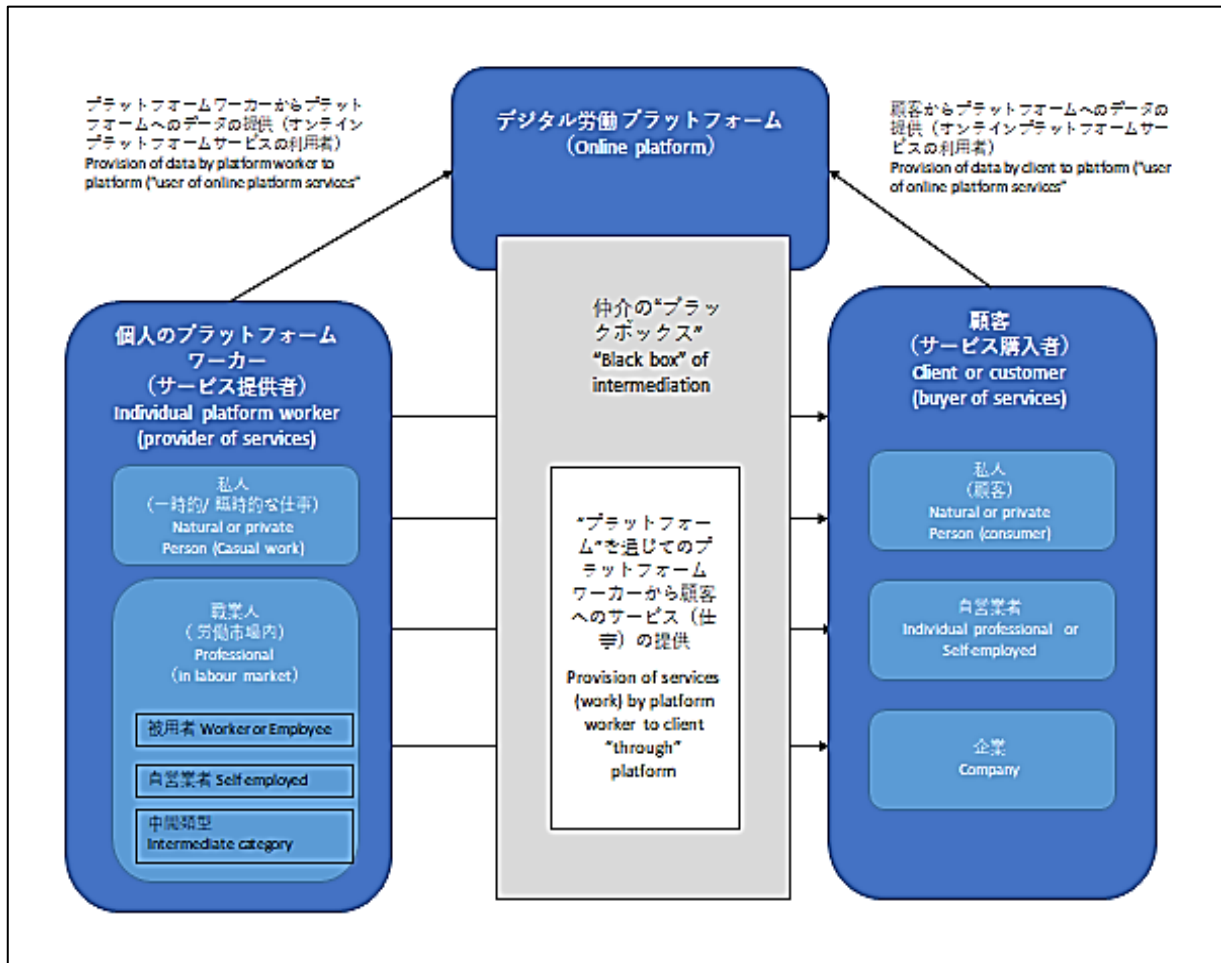 プラットフォームワーカーからプラット
フォームへのデータの提供（オンライン
プラットフォームサービスの利用者）
Provision of data by platform worker to
platform ("user of online platform services"
デジタル労働プラットフォーム
（Online platform）
顧客からプラットフォームへのデータの
提供（オンラインプラットフォームサー
ビスの利用者）
Provision of data by client to platform ("user
of online platform services"
個人のプラットフォーム
ワーカー
（サービス提供者）
Individual platform worker
(provider of services)
私人
（一時的/ 臨時的な仕事）
Natural or private
Person (Casual work)
職業人
（ 労働市場内）
Professional
（in labour market）
被用者 Worker or Employee
自営業者 Self employed
中間類型
Intermediate category
仲介の“ブラッ
クボックス”
“Black box” of
intermediation
“プラットフォー
ム”を通じてのプ
ラットフォーム
ワーカーから顧客
へのサービス（仕
事）の提供
Provision of services
(work) by platform
worker to client
“through”
platform
顧客
（サービス購入者）
Client or customer
(buyer of services)
私人
（顧客）
Natural or private
Person (consumer)
自営業者
Individual professional or
Self-employed
企業
Company